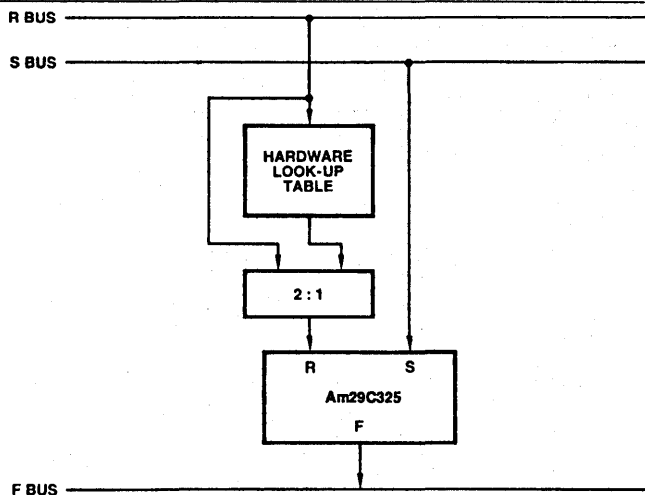 R BUS
S BUS
HARDWARE
LOOK-UP
TABLE
2 : 1
R S
Am29C325
F
F BUS